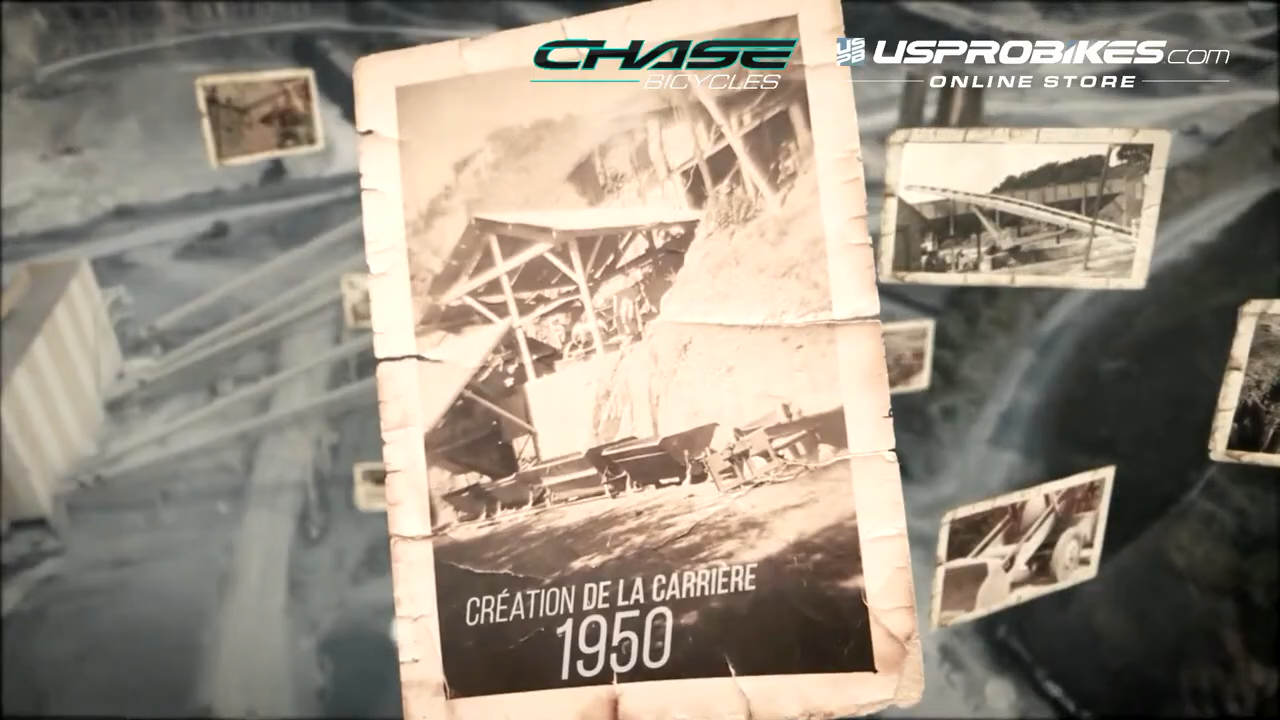 CHASE
BICYCLES
USPROBIKES.com
ONLINE STORE
CRÉATION DE LA CARRIÈRE
1950